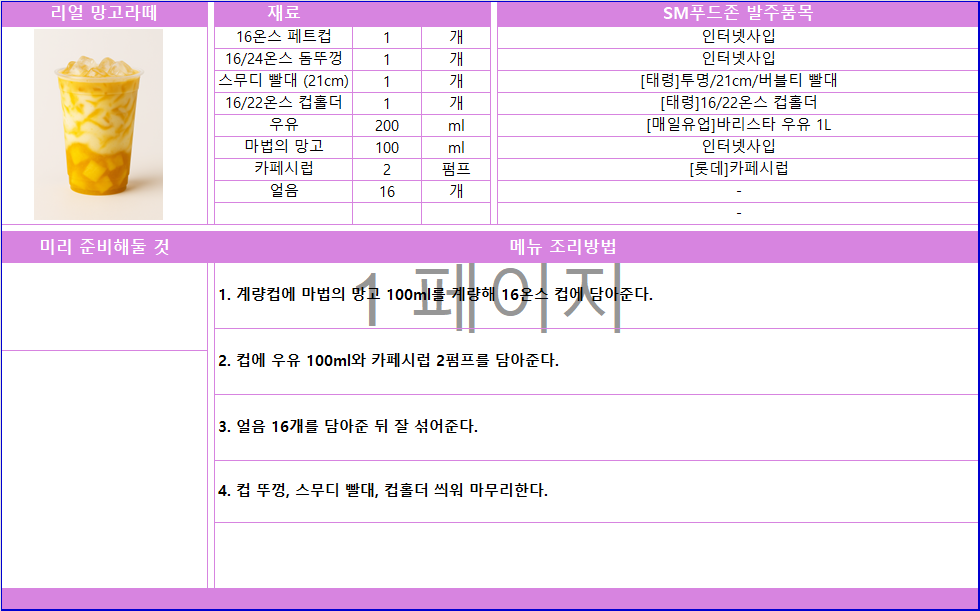 리얼 망고라떼 재료 SM푸드존 발주품목
16온스 페트컵 1 개 인터넷사입
16/24온스 돔뚜껑 1 개 인터넷사입
스무디 빨대 (21cm) 1 개 [태령]투명/21cm/버블티 빨대
16/22온스 컵홀더 1 개 [태령]16/22온스 컵홀더
우유 200 ml [매일유업]바리스타 우유 1L
마법의 망고 100 ml 인터넷사입
카페시럽 2 펌프 [롯데]카페시럽
얼음 16 개 -
-
미리 준비해둘 것 메뉴 조리방법
1 페이지
1. 계량컵에 마법의 망고 100ml를 계량해 16온스 컵에 담아준다.
2. 컵에 우유 100ml와 카페시럽 2펌프를 담아준다.
3. 얼음 16개를 담아준 뒤 잘 섞어준다.
4. 컵 뚜껑, 스무디 빨대, 컵홀더 씌워 마무리한다.